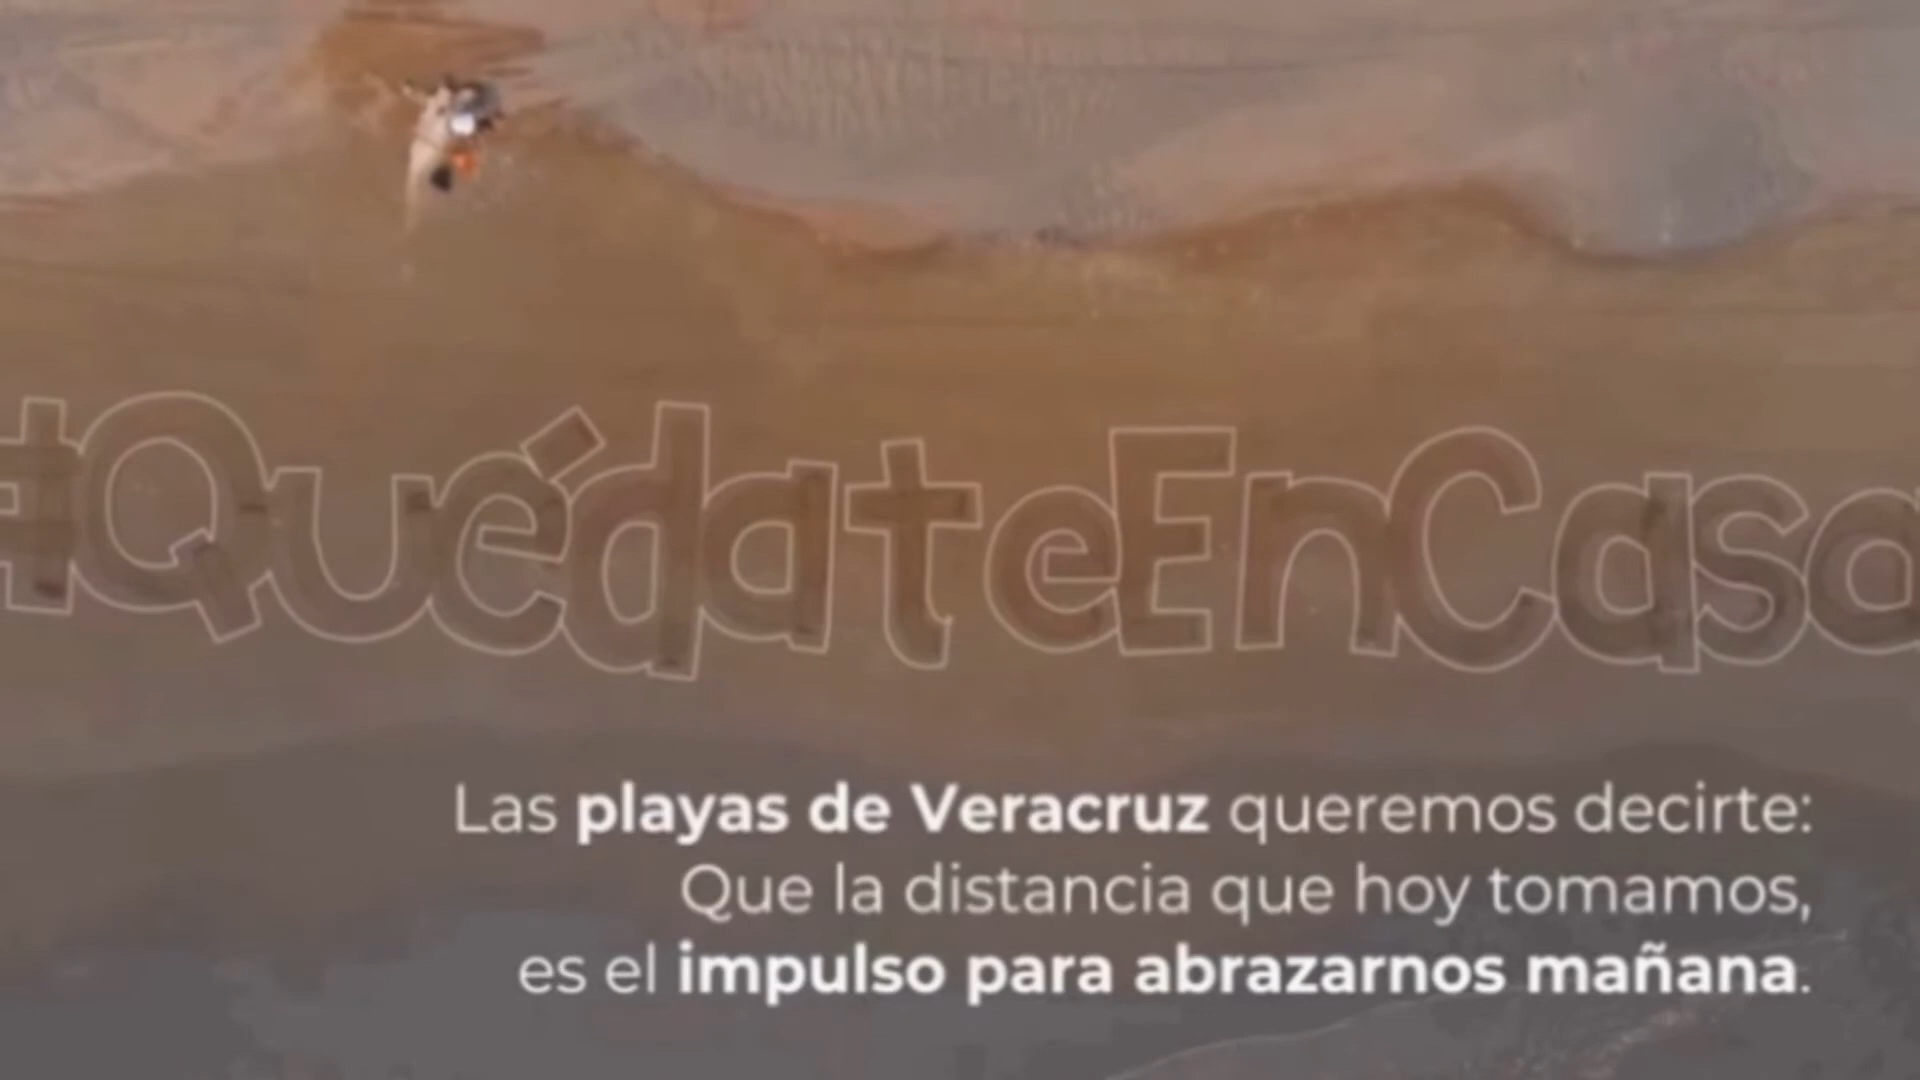 #QuédateEnCasa
Las playas de Veracruz queremos decirte:
Que la distancia que hoy tomamos,
es el impulso para abrazarnos mañana.